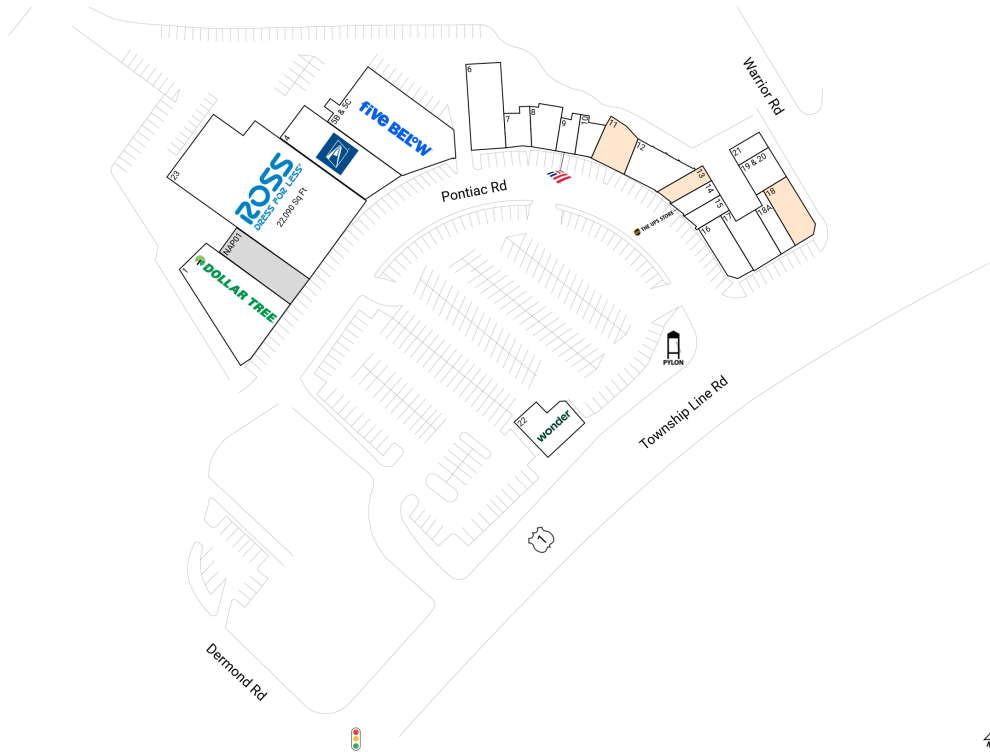 Warrior Rd
6
7
8
9
10
11
12
13
14
15
16
17
18A
18
19 & 20
21
5B & 5C
five BELOW
4
23
ROSS
DRESS FOR LESS®
22,090 Sq Ft
Pontiac Rd
THE UPS STORE
NAP01
1
DOLLAR TREE
PYLON
22
wonder
Township Line Rd
1
Dermond Rd